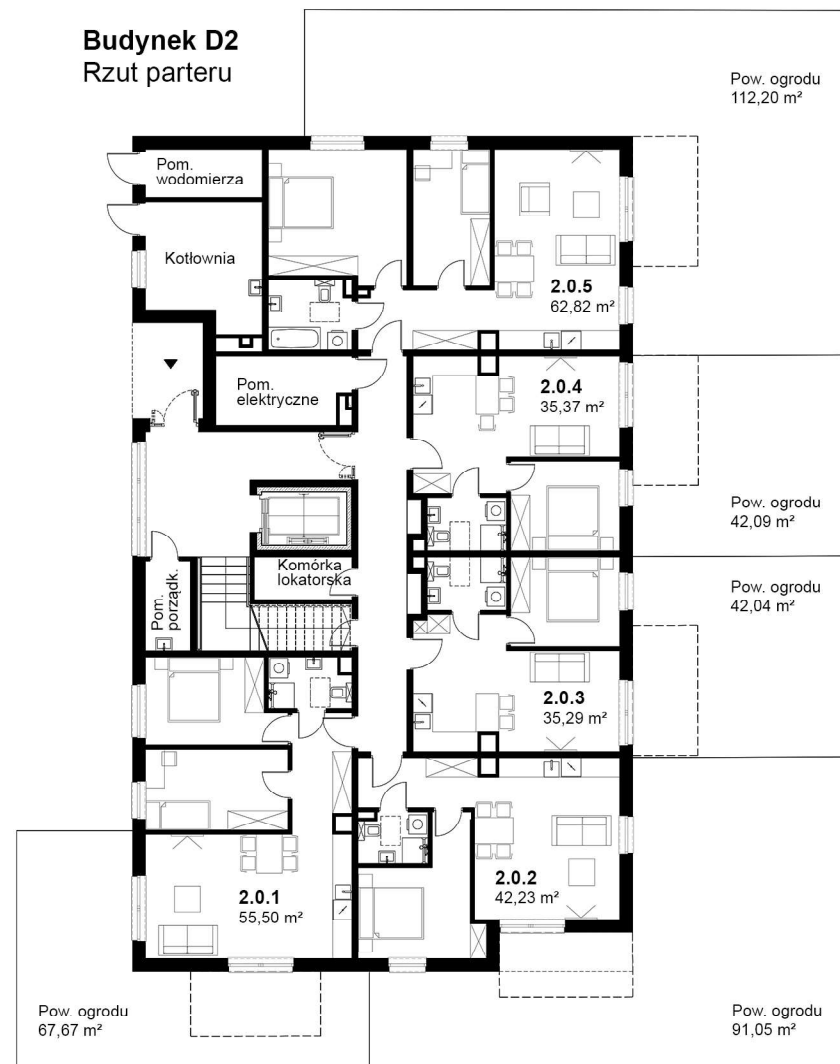 Budynek D2
Rzut parteru
Pow. ogrodu
112,20 m²
Pom.
wodomierza
Kotłownia
2.0.5
62,82 m²
Pom.
elektryczne
2.0.4
35,37 m²
Pow. ogrodu
42,09 m²
Komórka
lokatorska
Pom.
porządk.
Pow. ogrodu
42,04 m²
2.0.3
35,29 m²
2.0.1
55,50 m²
2.0.2
42,23 m²
Pow. ogrodu
67,67 m²
Pow. ogrodu
91,05 m²